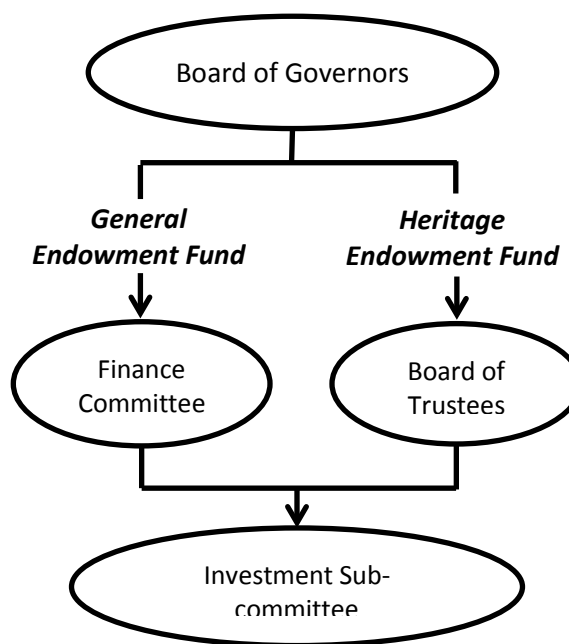 Board of Governors
General
Endowment Fund
Heritage
Endowment Fund
Finance
Committee
Board of
Trustees
Investment Sub-
committee